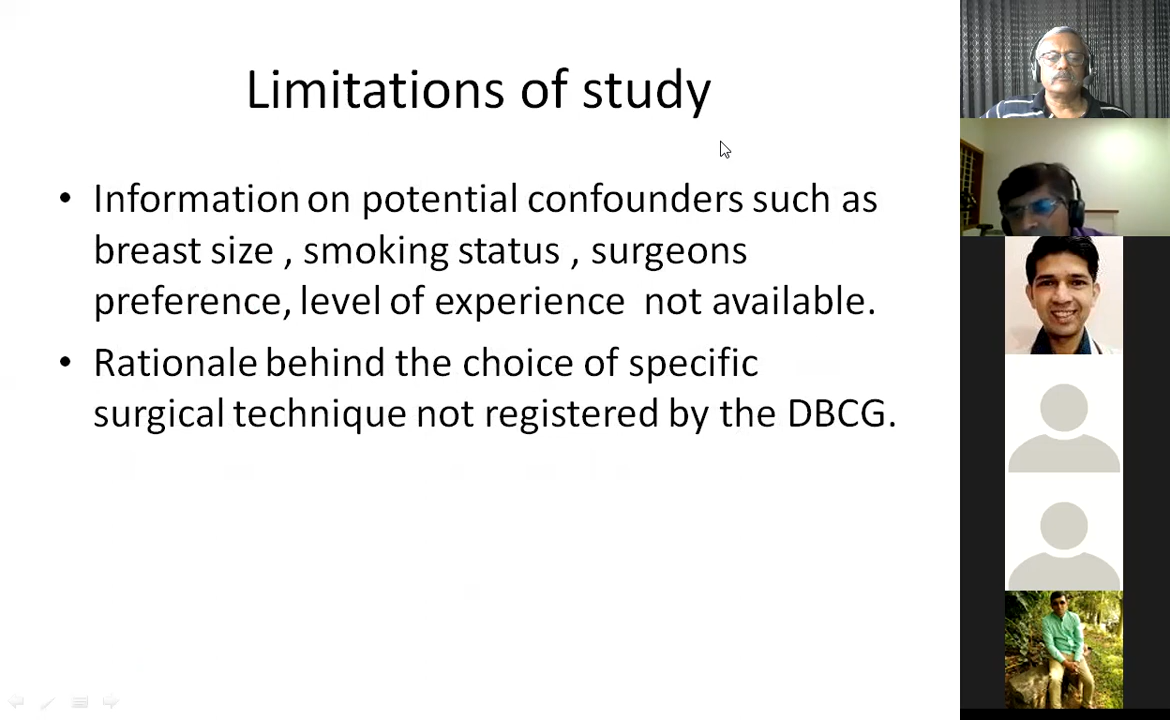 Limitations of study
• Information on potential confounders such as
breast size , smoking status , surgeons
preference, level of experience  not available.
• Rationale behind the choice of specific
surgical technique not registered by the DBCG.